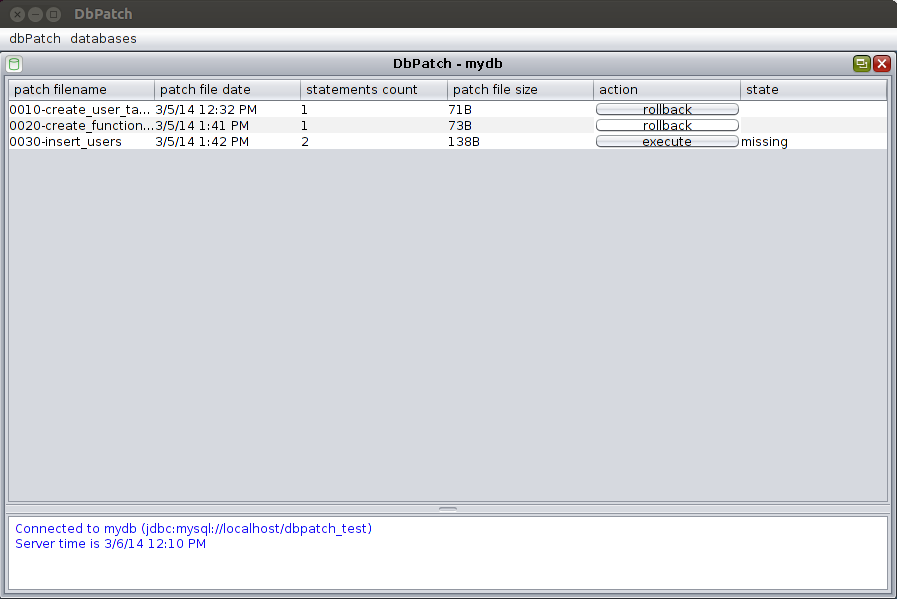 DbPatch
dbPatch databases
DbPatch - mydb
patch filename patch file date statements count patch file size action state
0010-create_user_ta... 3/5/14 12:32 PM 1 71B rollback
0020-create_function... 3/5/14 1:41 PM 1 73B rollback
0030-insert_users 3/5/14 1:42 PM 2 138B execute missing
Connected to mydb (jdbc:mysql://localhost/dbpatch_test)
Server time is 3/6/14 12:10 PM